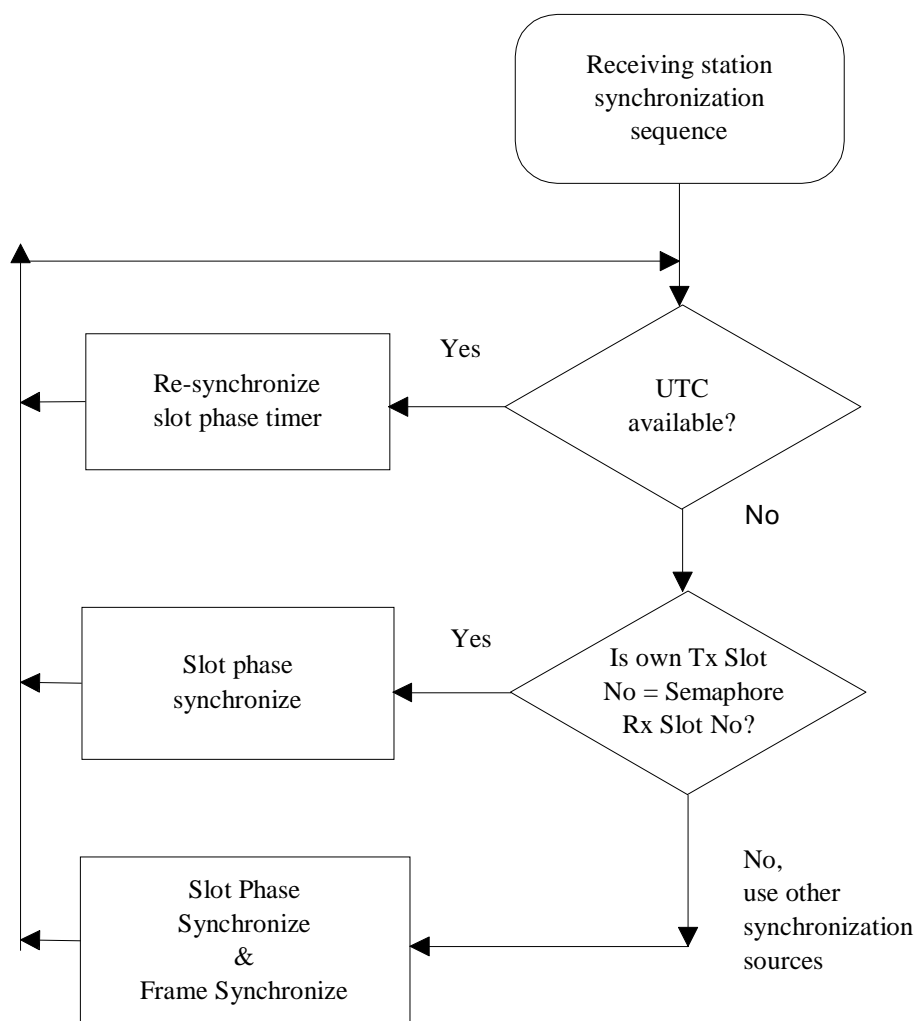 Receiving station
synchronization
sequence
Yes
Re-synchronize
slot phase timer
UTC
available?
No
Yes
Slot phase
synchronize
Is own Tx Slot
No = Semaphore
Rx Slot No?
No,
use other
synchronization
sources
Slot Phase
Synchronize
&
Frame Synchronize